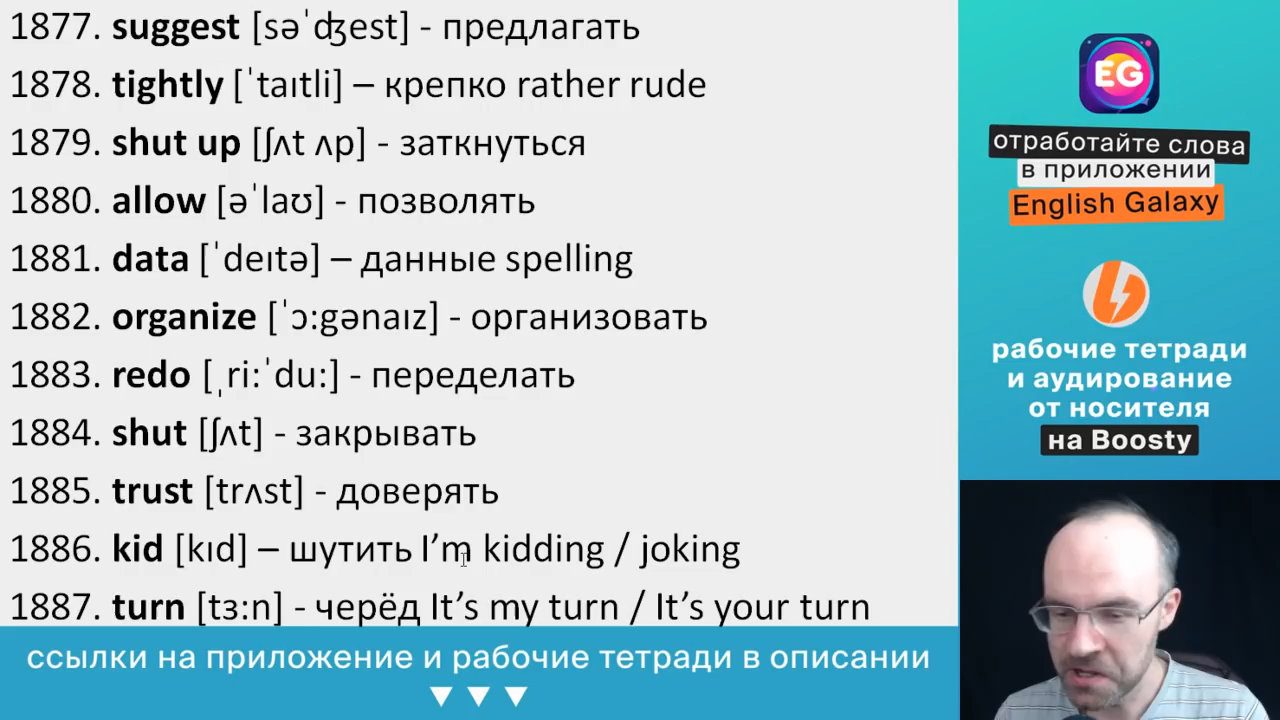 1877. suggest [səˈʤest] - предлагать
1878. tightly [ˈtaɪtli] – крепко rather rude
1879. shut up [ʃʌt ʌp] - заткнуться
1880. allow [əˈlaʊ] - позволять
1881. data [ˈdeɪtə] – данные spelling
1882. organize [ˈɔ:gənaɪz] - организовать
1883. redo [ˌri:ˈdu:] - переделать
1884. shut [ʃʌt] - закрывать
1885. trust [trʌst] - доверять
1886. kid [kɪd] – шутить I’m kidding / joking
1887. turn [tɜ:n] - черёд It’s my turn / It’s your turn
ссылки на приложение и рабочие тетради в описании
EG
отработайте слова
в приложении
English Galaxy
рабочие тетради
и аудирование
от носителя
на Boosty